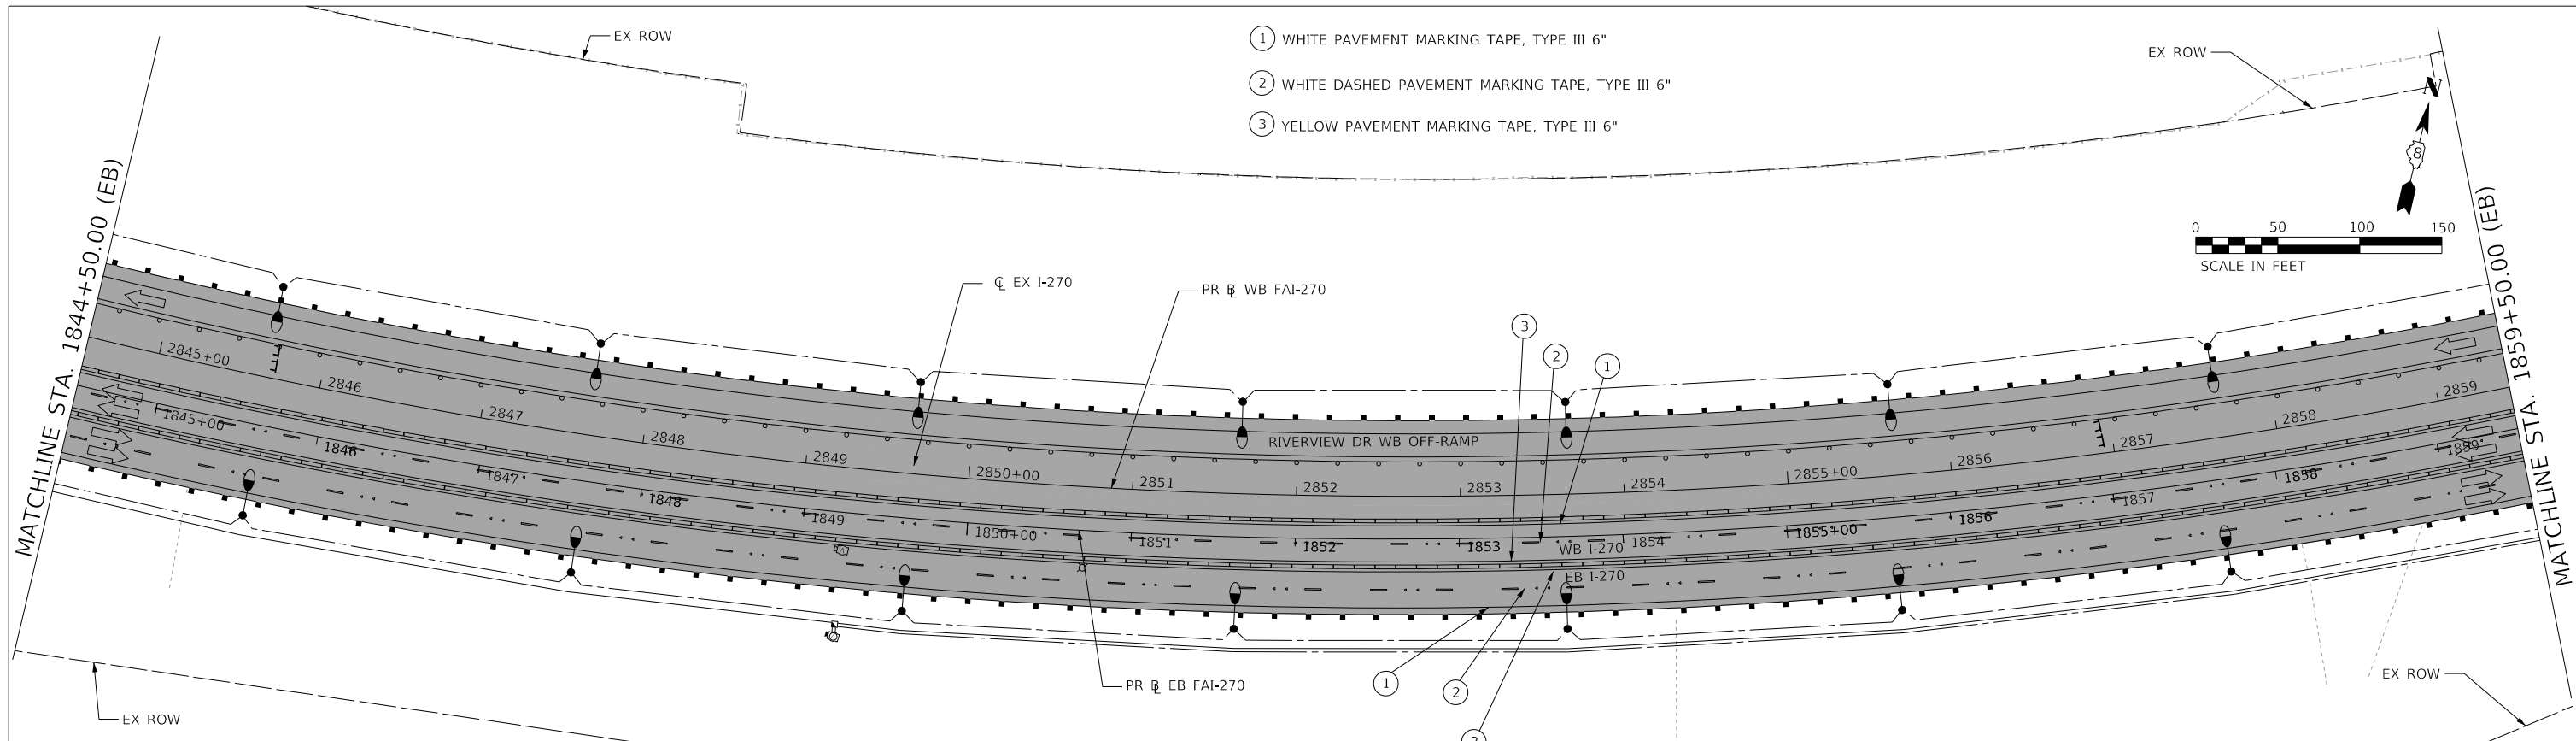 EX ROW
1 WHITE PAVEMENT MARKING TAPE, TYPE III 6"
2 WHITE DASHED PAVEMENT MARKING TAPE, TYPE III 6"
3 YELLOW PAVEMENT MARKING TAPE, TYPE III 6"
EX ROW
N
8
0 50 100 150
SCALE IN FEET
MATCHLINE STA. 1844+50.00 (EB)
MATCHLINE STA. 1859+50.00 (EB)
℄ EX I-270
PR BL WB FAI-270
3
2
1
2845+00
2846
2847
2848
2849
2850+00
2851
2852
2853
2854
2855+00
2856
2857
2858
2859
RIVERVIEW DR WB OFF-RAMP
1845+00
1846
1847
1848
1849
1850+00
1851
1852
1853
1854
1855+00
1856
1857
1858
1859
WB I-270
EB I-270
PR BL EB FAI-270
1
2
EX ROW
EX ROW